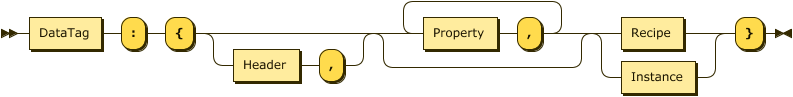 DataTag : { Property , Recipe }
Header , Instance